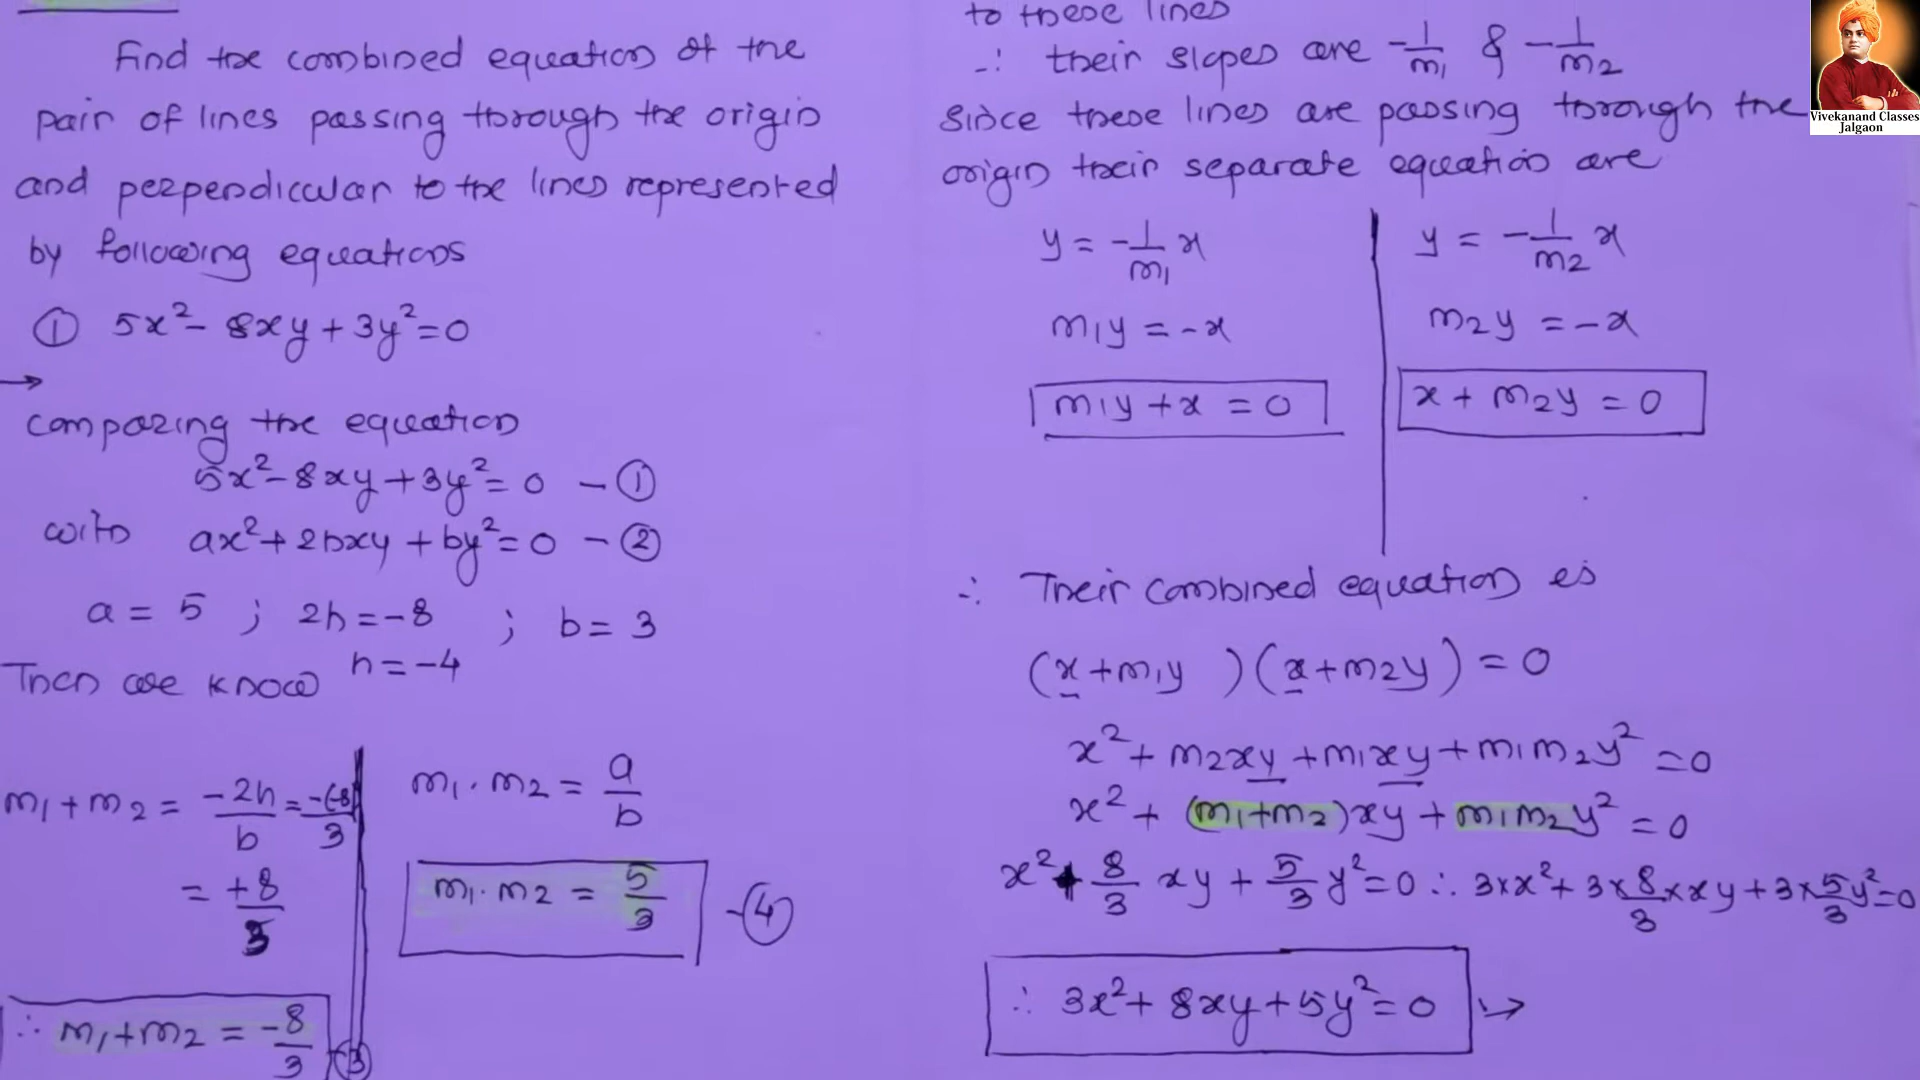 Find the combined equation of the
pair of lines passing through the origin
and perpendicular to the lines represented
by following equations
① 5x²- 8xy + 3y²=0
→
comparing the equation
5x²- 8xy + 3y²= 0 - ①
with ax²+ 2hxy + by²= 0 - ②
a = 5 ; 2h = -8 ; b = 3
h = -4
Then we know
m₁ + m₂ = -2h/b = -(-8)/3
= +8/3
∴ m₁+m₂ = -8/3 - ③
m₁ . m₂ = a/b
m₁ . m₂ = 5/3 - ④
to these lines
∴ their slopes are -1/m₁ & -1/m₂
since these lines are passing through the
origin their separate equation are
y = -1/m₁ x
m₁y = -x
m₁y + x = 0
y = -1/m₂ x
m₂y = -x
x + m₂y = 0
∴ Their combined equation is
(x + m₁y ) (x + m₂y) = 0
x² + m₂xy + m₁xy + m₁m₂y² = 0
x² + (m₁+m₂)xy + m₁m₂y² = 0
x² + 8/3 xy + 5/3 y²=0 ∴ 3×x²+ 3×8/3×xy + 3×5/3y²=0
∴ 3x²+ 8xy + 5y²= 0 →
Vivekanand Classes
Jalgaon